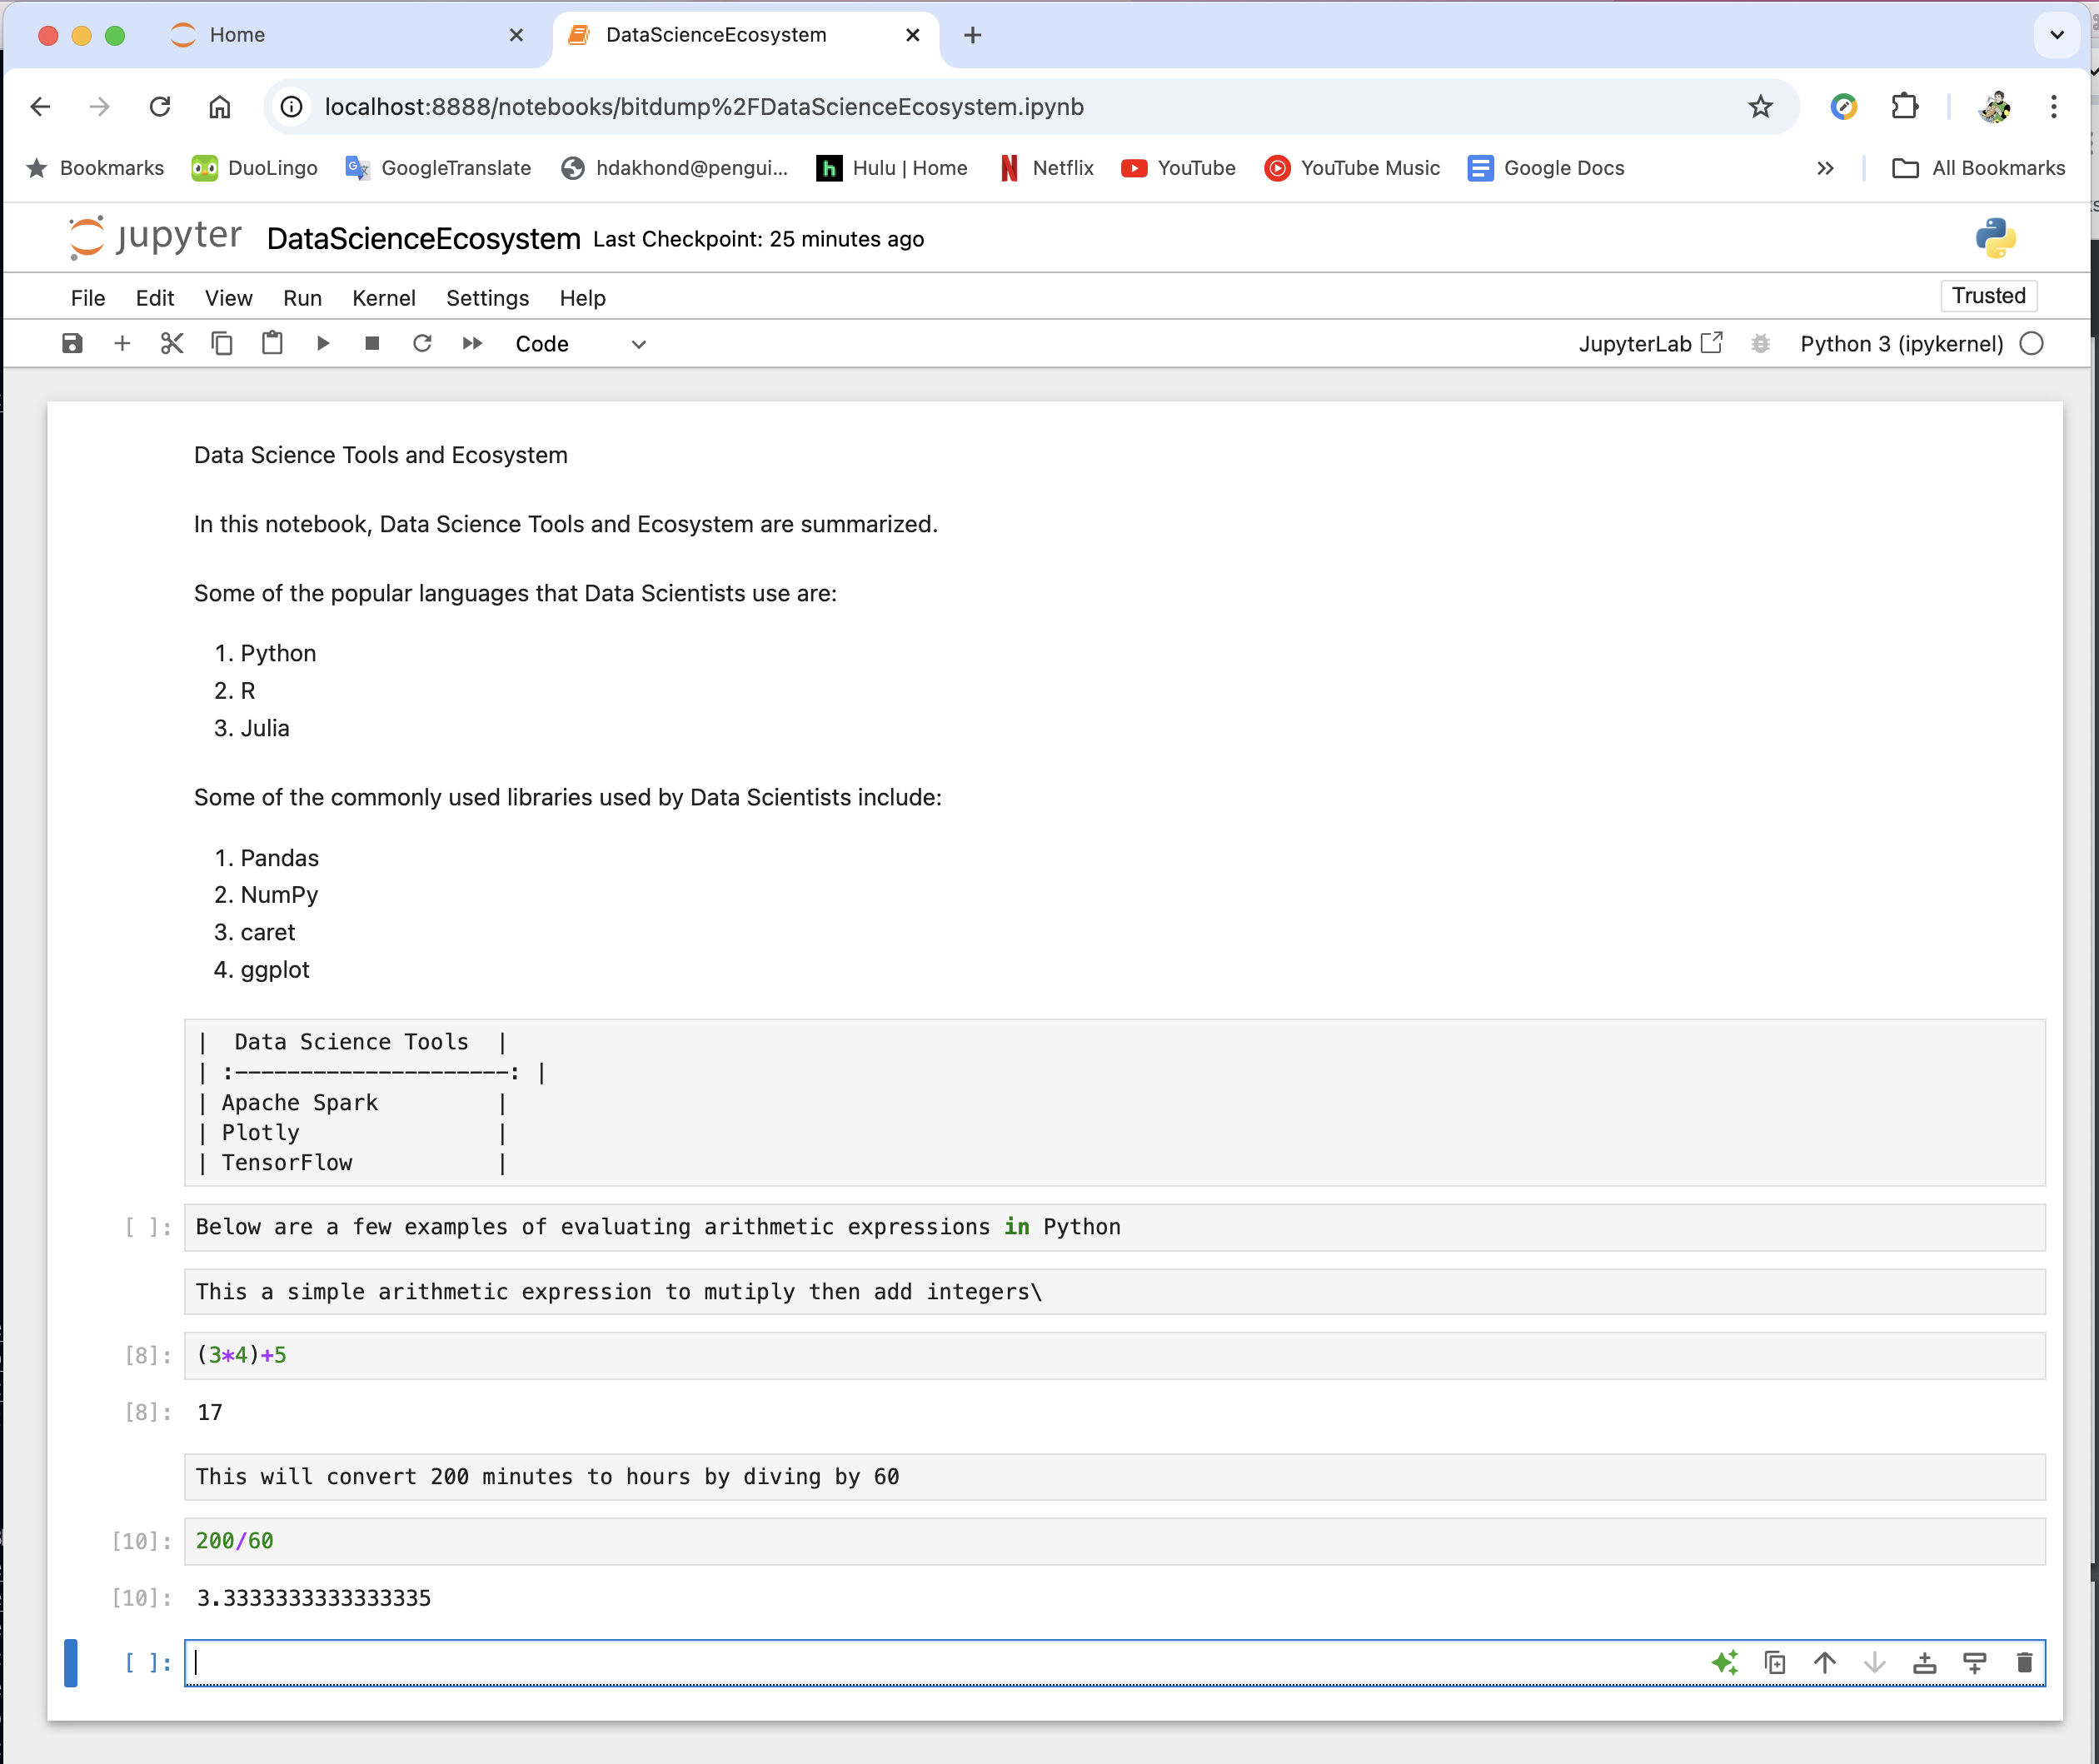 Home
DataScienceEcosystem
localhost:8888/notebooks/bitdump%2FDataScienceEcosystem.ipynb
Bookmarks DuoLingo GoogleTranslate hdakhond@pengui... Hulu | Home Netflix YouTube YouTube Music Google Docs All Bookmarks
jupyter DataScienceEcosystem Last Checkpoint: 25 minutes ago
File Edit View Run Kernel Settings Help Trusted
Code JupyterLab Python 3 (ipykernel)
Data Science Tools and Ecosystem
In this notebook, Data Science Tools and Ecosystem are summarized.
Some of the popular languages that Data Scientists use are:
1. Python
2. R
3. Julia
Some of the commonly used libraries used by Data Scientists include:
1. Pandas
2. NumPy
3. caret
4. ggplot
|  Data Science Tools  |
| :---------------------: |
| Apache Spark         |
| Plotly               |
| TensorFlow           |
[ ]: Below are a few examples of evaluating arithmetic expressions in Python
This a simple arithmetic expression to mutiply then add integers\
[8]: (3*4)+5
[8]: 17
This will convert 200 minutes to hours by diving by 60
[10]: 200/60
[10]: 3.3333333333333335
[ ]: